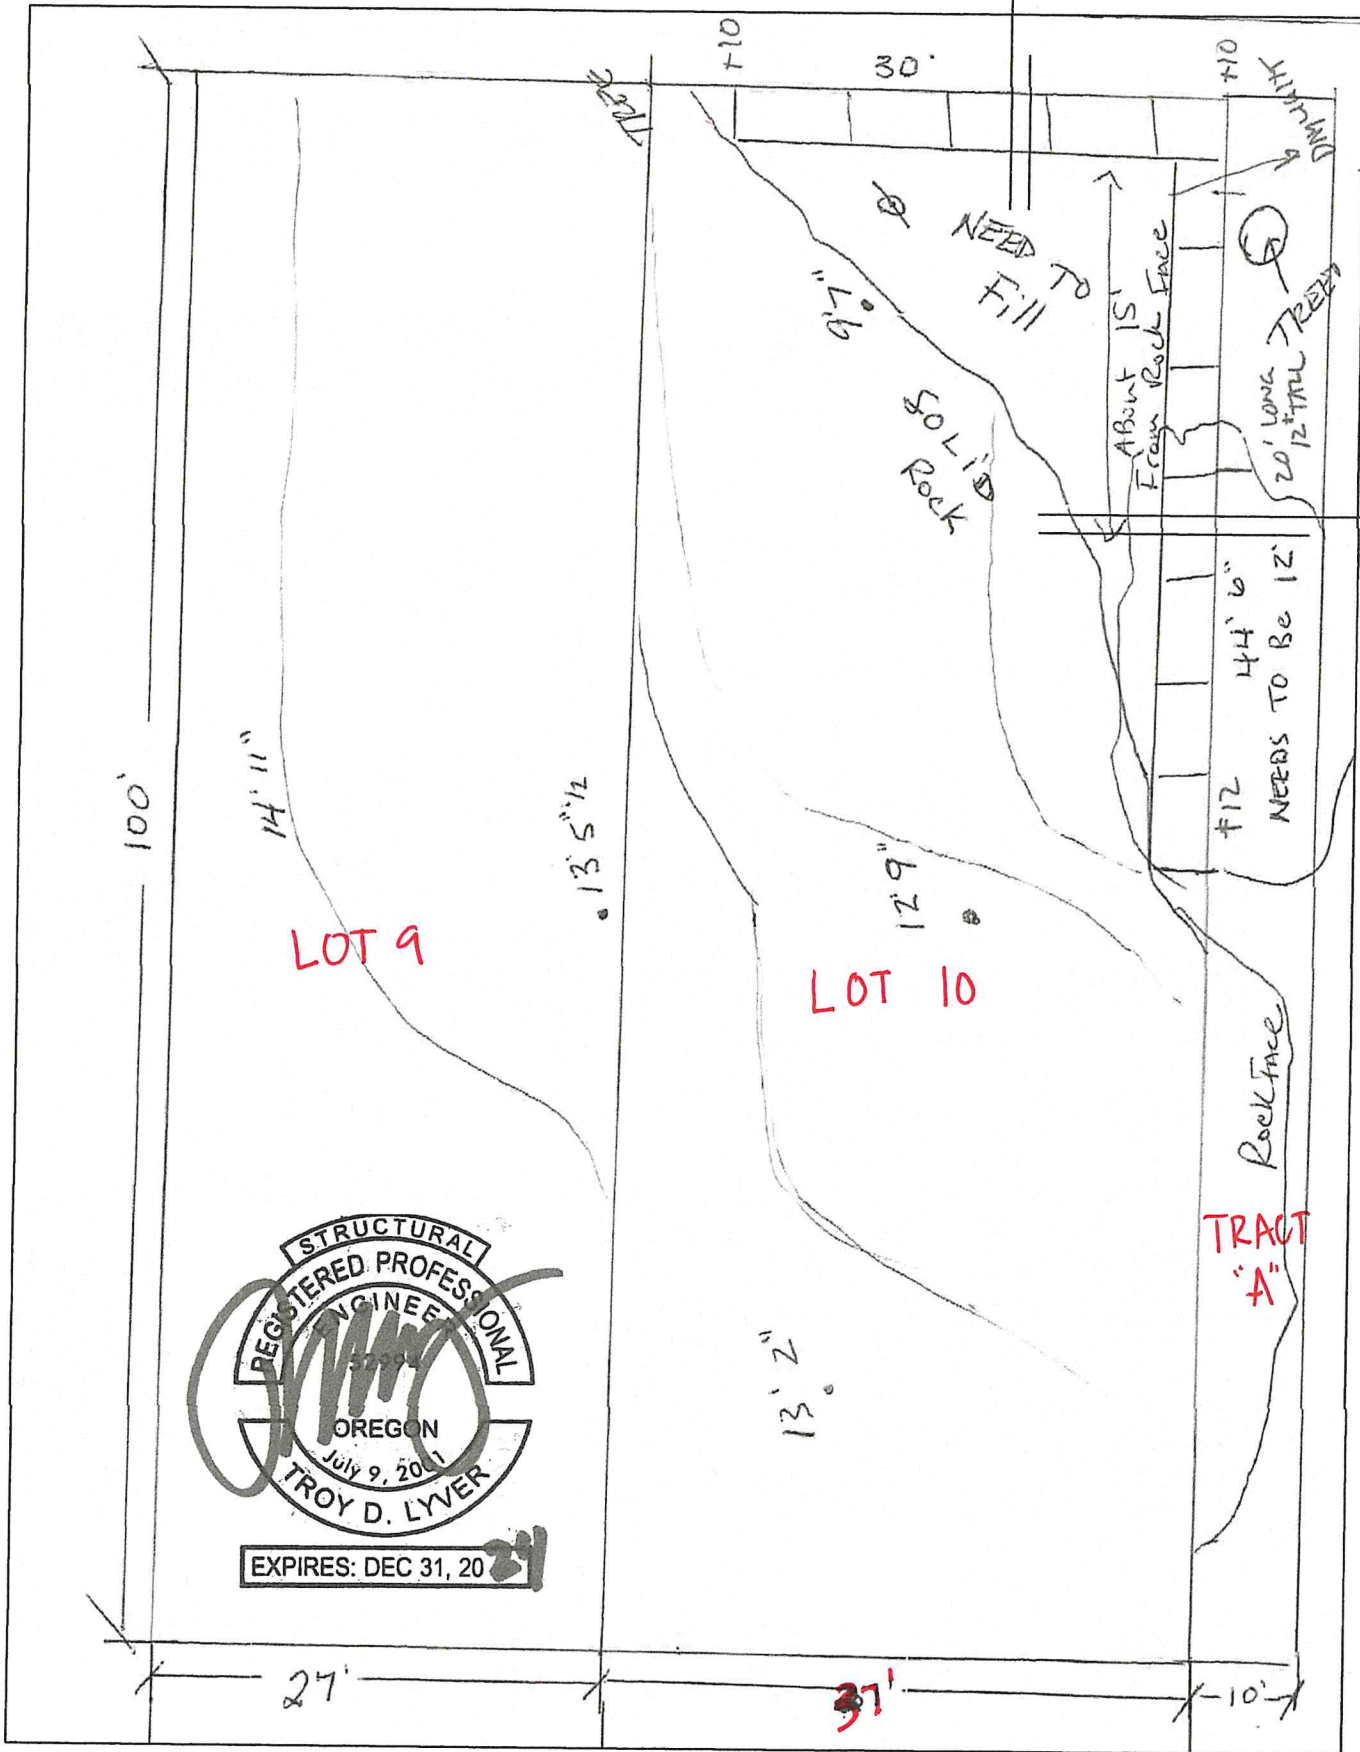 +10
30'
+10
TREE
Ø NEED TO
Fill
9'7"
SOLID
Rock
ABOUT 15'
From Rock Face
20' LONG
12" TALL TREE
100'
14' 11"
13' 5" 1/2
12' 9"
+12 44' 6"
NEEDS TO Be 12'
LOT 9
LOT 10
Rock Face
TRACT
"A"
13' 2"
STRUCTURAL
REGISTERED PROFESSIONAL
ENGINEER
OREGON
July 9, 2001
TROY D. LYVER
EXPIRES: DEC 31, 20 24
27'
37'
10'